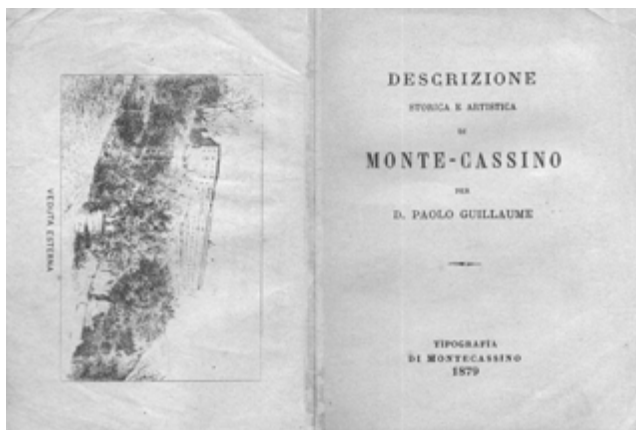 VEDUTA ESTERNA
DESCRIZIONE
STORICA E ARTISTICA
DI
MONTE-CASSINO
PER
D. PAOLO GUILLAUME
TIPOGRAFIA
DI MONTECASSINO
1879